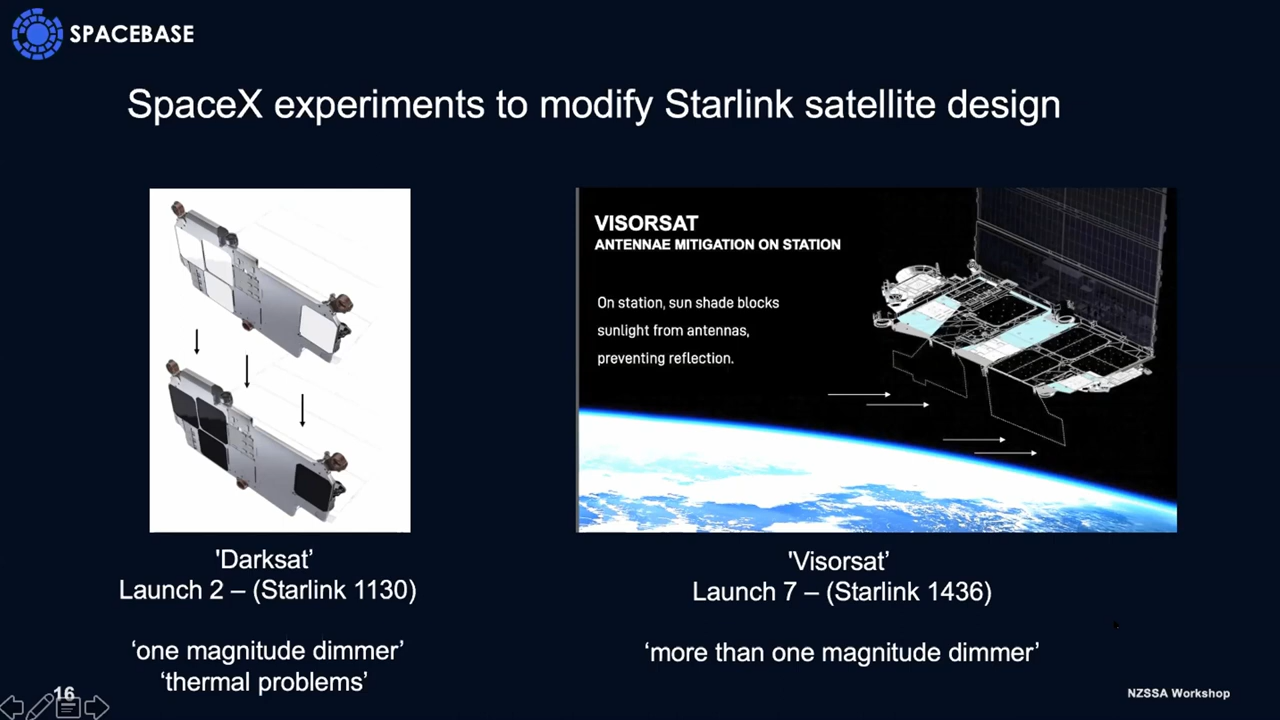 SPACEBASE
SpaceX experiments to modify Starlink satellite design
VISORSAT
ANTENNAE MITIGATION ON STATION
On station, sun shade blocks
sunlight from antennas,
preventing reflection.
'Darksat’
Launch 2 – (Starlink 1130)
‘one magnitude dimmer’
‘thermal problems’
'Visorsat’
Launch 7 – (Starlink 1436)
‘more than one magnitude dimmer’
16
NZSSA Workshop